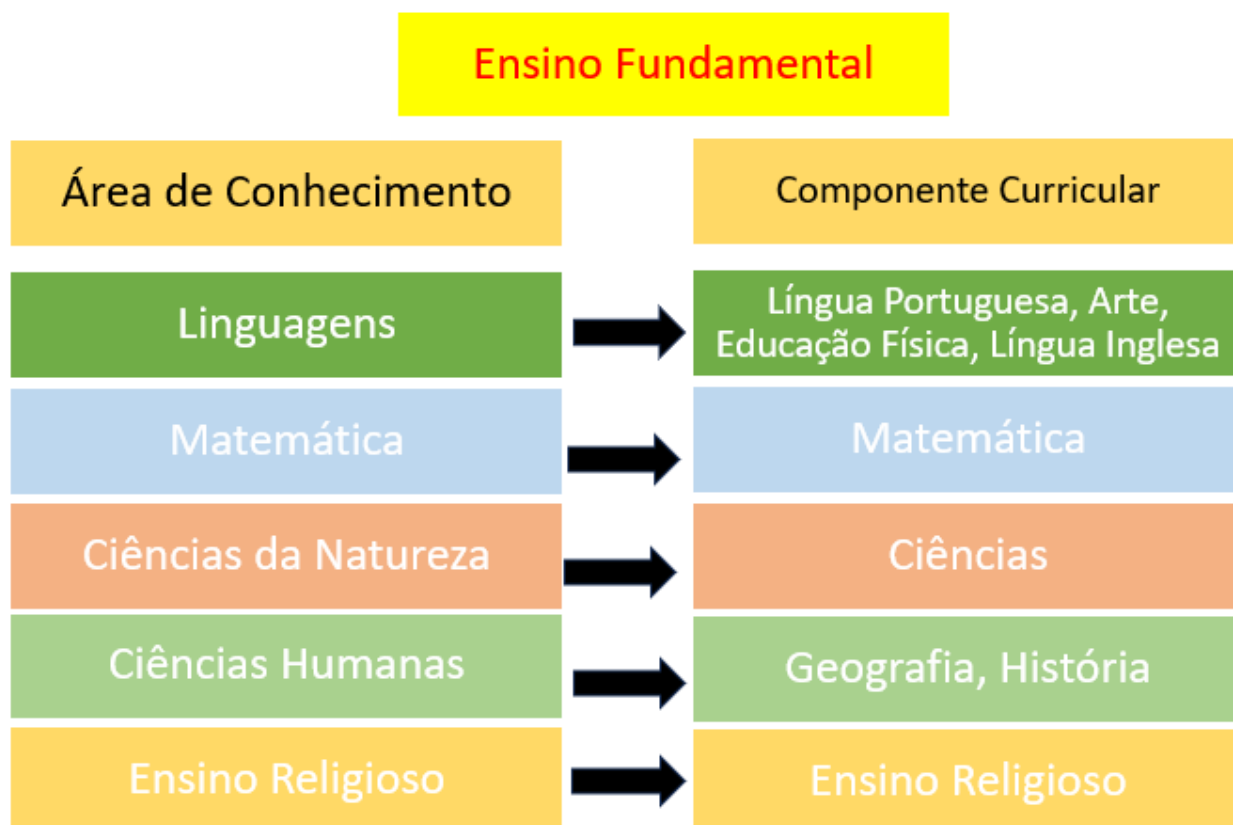 Ensino Fundamental
Área de Conhecimento
Componente Curricular
Linguagens
Língua Portuguesa, Arte,
Educação Física, Língua Inglesa
Matemática
Matemática
Ciências da Natureza
Ciências
Ciências Humanas
Geografia, História
Ensino Religioso
Ensino Religioso